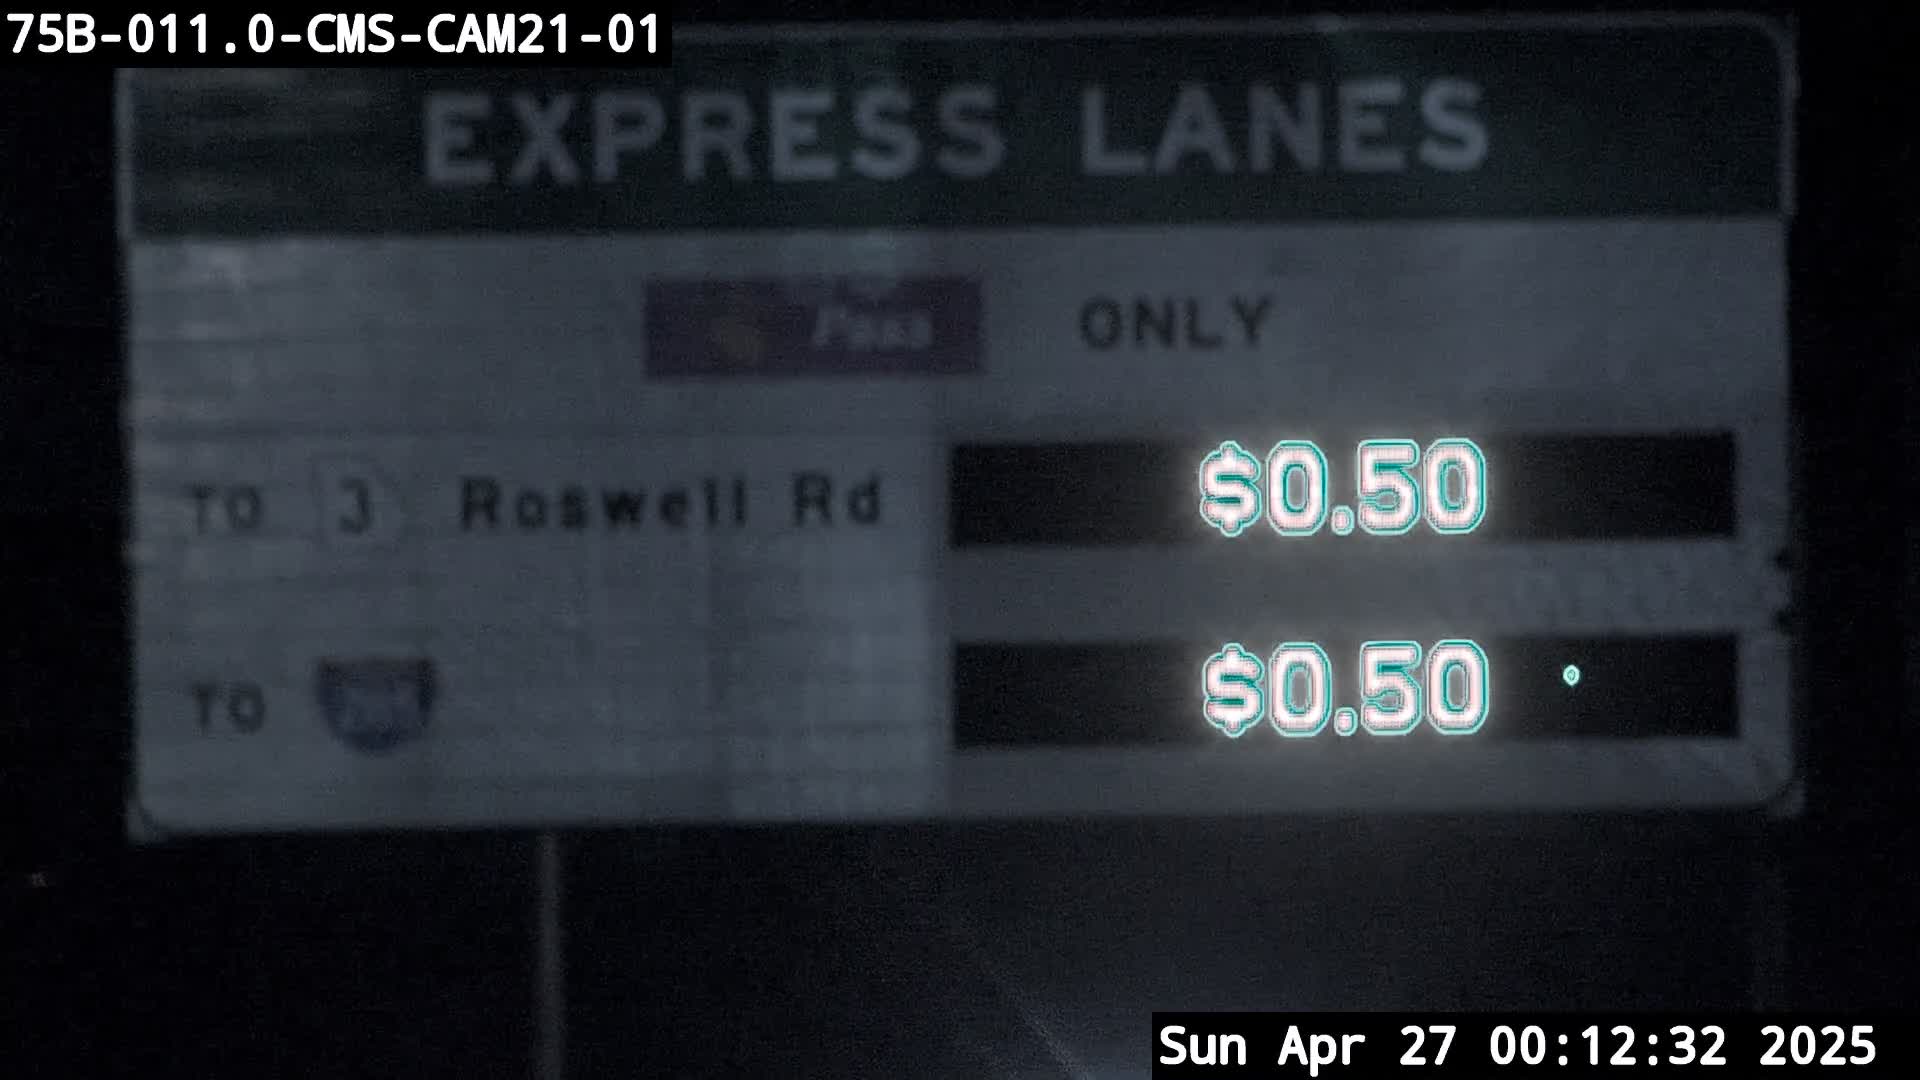 75B-011.0-CMS-CAM21-01
EXPRESS LANES
Pass ONLY
TO 3 Roswell Rd $0.50
TO $0.50
Sun Apr 27 00:12:32 2025